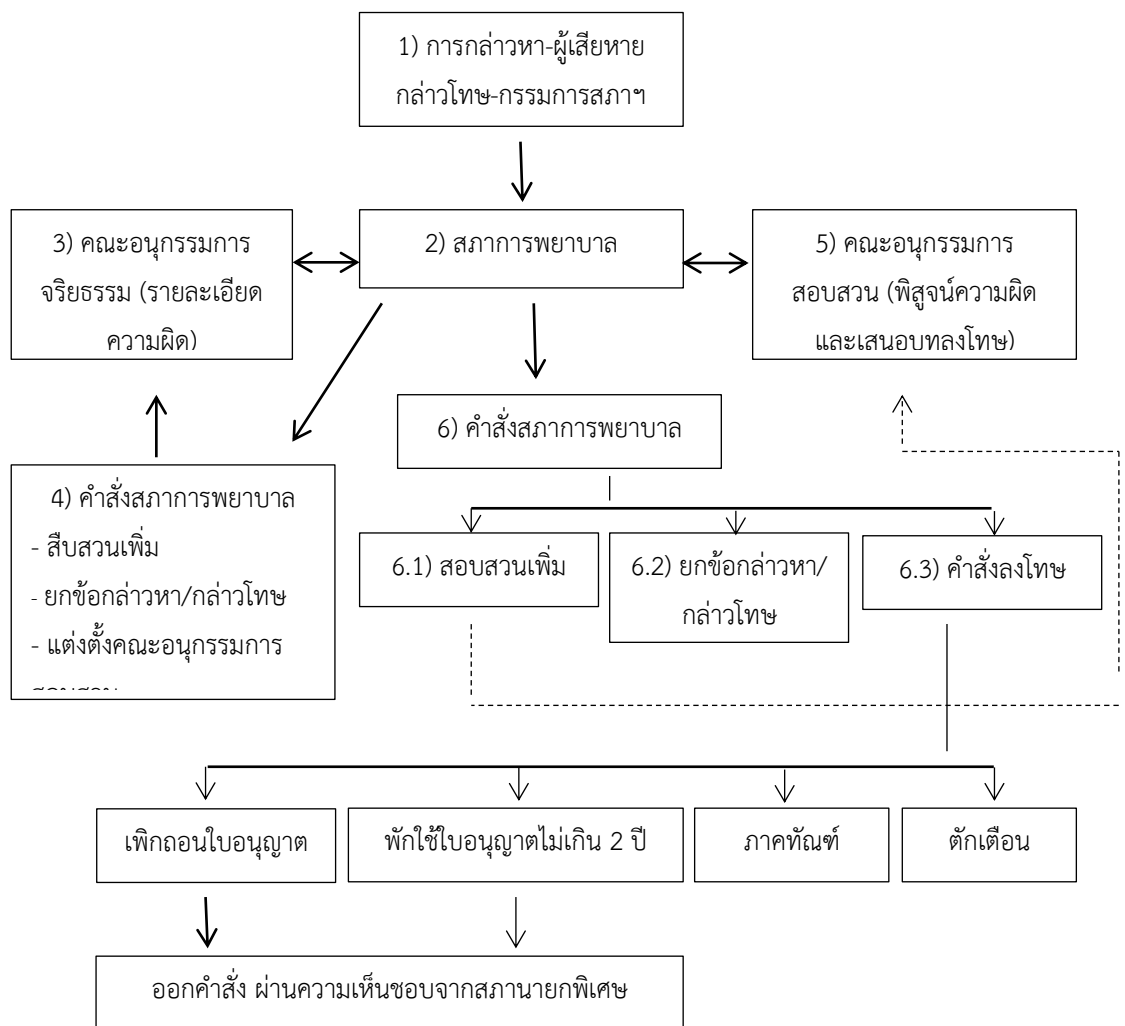 1) การกล่าวหา-ผู้เสียหาย
กล่าวโทษ-กรรมการสภาฯ
3) คณะอนุกรรมการ
จริยธรรม (รายละเอียด
ความผิด)
2) สภาการพยาบาล
5) คณะอนุกรรมการ
สอบสวน (พิสูจน์ความผิด
และเสนอบทลงโทษ)
6) คำสั่งสภาการพยาบาล
4) คำสั่งสภาการพยาบาล
- สืบสวนเพิ่ม
- ยกข้อกล่าวหา/กล่าวโทษ
- แต่งตั้งคณะอนุกรรมการ
6.1) สอบสวนเพิ่ม
6.2) ยกข้อกล่าวหา/
กล่าวโทษ
6.3) คำสั่งลงโทษ
เพิกถอนใบอนุญาต
พักใช้ใบอนุญาตไม่เกิน 2 ปี
ภาคทัณฑ์
ตักเตือน
ออกคำสั่ง ผ่านความเห็นชอบจากสภานายกพิเศษ